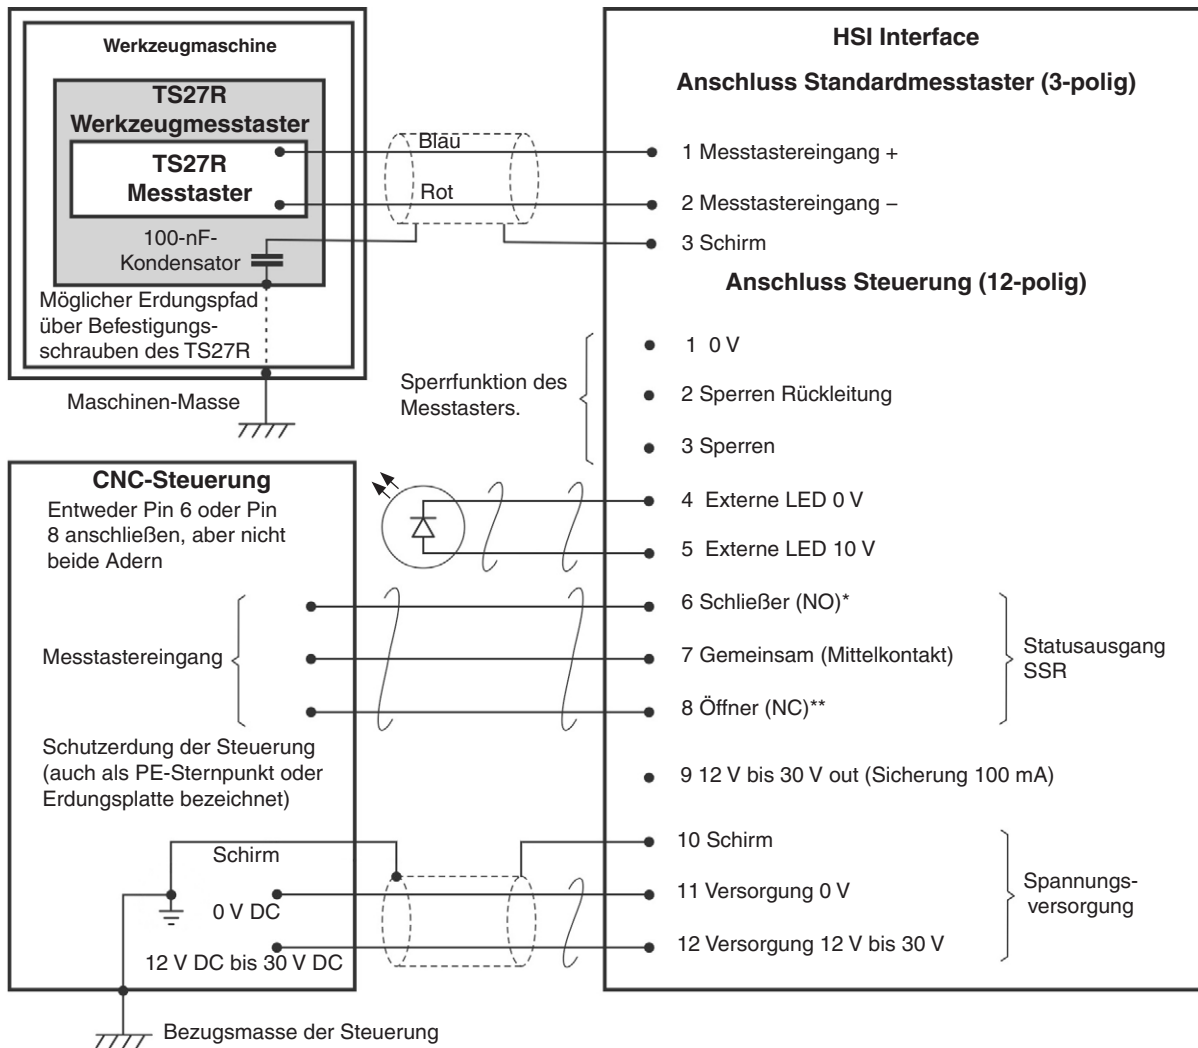 Werkzeugmaschine
TS27R
Werkzeugmesstaster
TS27R
Messtaster
100-nF-
Kondensator
Möglicher Erdungspfad
über Befestigungs-
schrauben des TS27R
Maschinen-Masse
Blau
Rot
HSI Interface
Anschluss Standardmesstaster (3-polig)
1 Messtastereingang +
2 Messtastereingang –
3 Schirm
Anschluss Steuerung (12-polig)
Sperrfunktion des
Messtasters.
1 0 V
2 Sperren Rückleitung
3 Sperren
4 Externe LED 0 V
5 Externe LED 10 V
6 Schließer (NO)*
7 Gemeinsam (Mittelkontakt)
8 Öffner (NC)**
Statusausgang
SSR
9 12 V bis 30 V out (Sicherung 100 mA)
10 Schirm
11 Versorgung 0 V
12 Versorgung 12 V bis 30 V
Spannungs-
versorgung
CNC-Steuerung
Entweder Pin 6 oder Pin
8 anschließen, aber nicht
beide Adern
Messtastereingang
Schutzerdung der Steuerung
(auch als PE-Sternpunkt oder
Erdungsplatte bezeichnet)
Schirm
0 V DC
12 V DC bis 30 V DC
Bezugsmasse der Steuerung